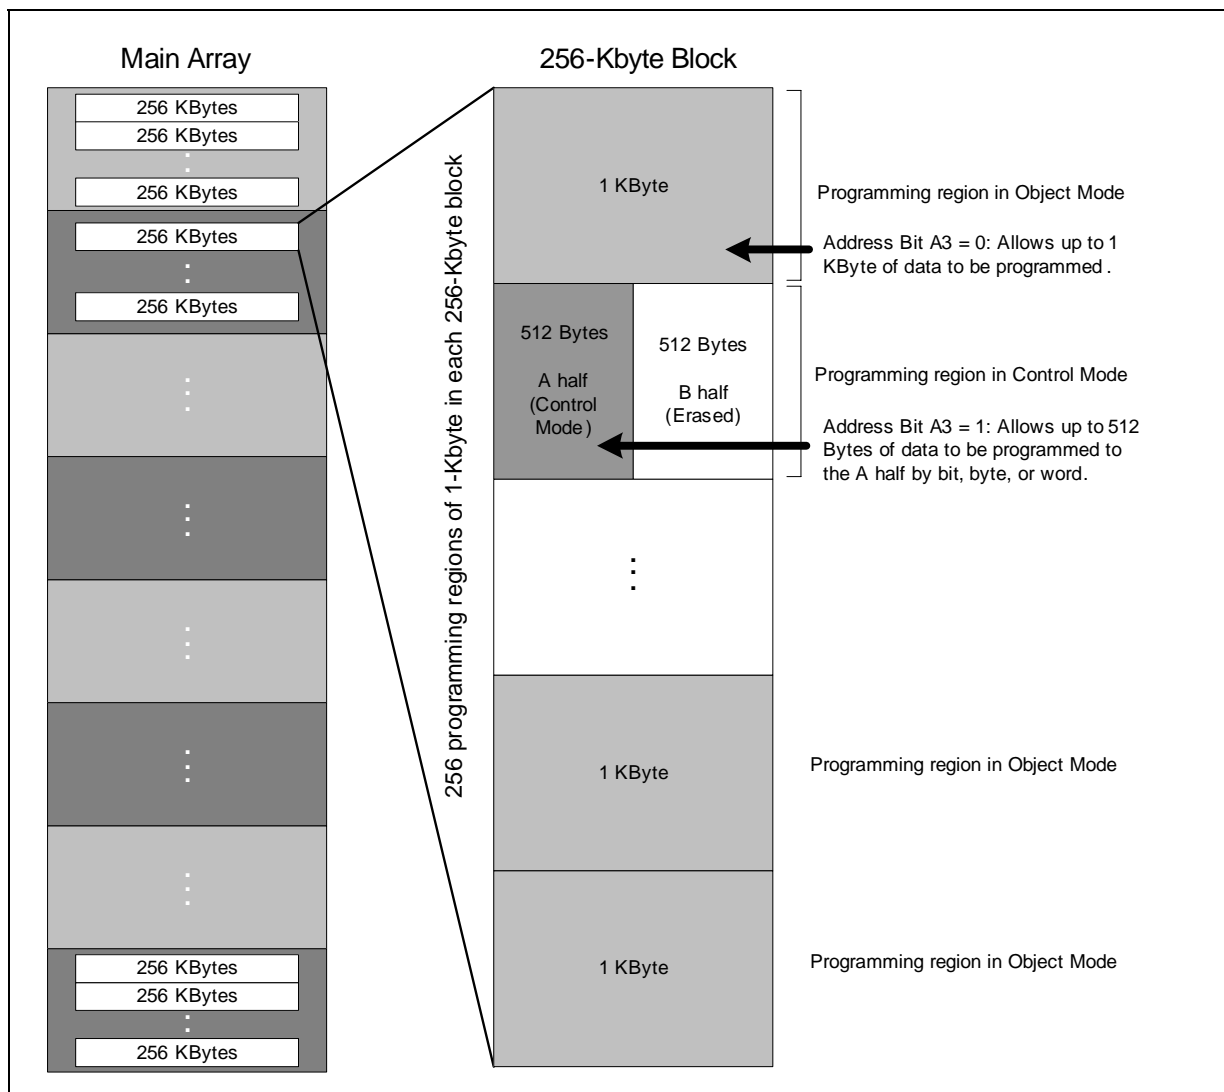 Main Array
256 KBytes
256 KBytes
256 KBytes
256 KBytes
256 KBytes
256 KBytes
256 KBytes
256 KBytes
256-Kbyte Block
256 programming regions of 1-Kbyte in each 256-Kbyte block
1 KByte
Programming region in Object Mode
Address Bit A3 = 0: Allows up to 1
KByte of data to be programmed.
512 Bytes
A half
(Control
Mode)
512 Bytes
B half
(Erased)
Programming region in Control Mode
Address Bit A3 = 1: Allows up to 512
Bytes of data to be programmed to
the A half by bit, byte, or word.
1 KByte
Programming region in Object Mode
1 KByte
Programming region in Object Mode